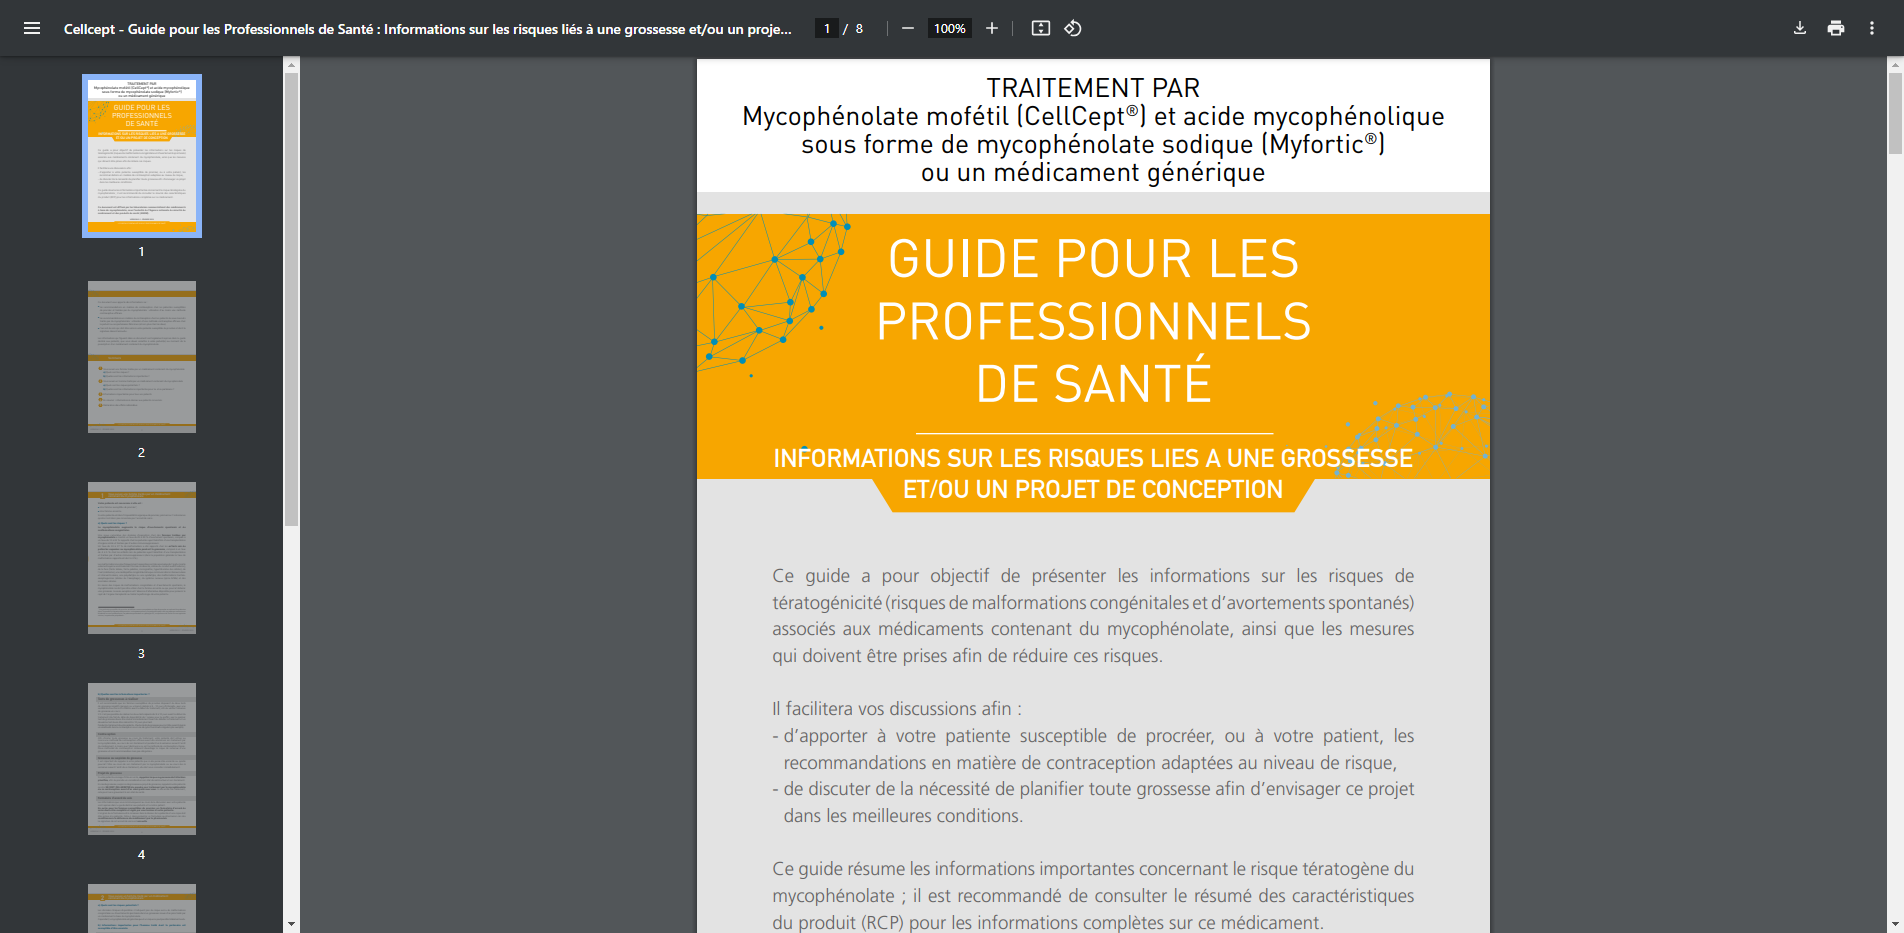 Cellcept - Guide pour les Professionnels de Santé : Informations sur les risques liés à une grossesse et/ou un proje...
1 / 8
100%
1
2
3
4
TRAITEMENT PAR
Mycophénolate mofétil (CellCept®) et acide mycophénolique
sous forme de mycophénolate sodique (Myfortic®)
ou un médicament générique
GUIDE POUR LES
PROFESSIONNELS
DE SANTÉ
INFORMATIONS SUR LES RISQUES LIES A UNE GROSSESSE
ET/OU UN PROJET DE CONCEPTION
Ce guide a pour objectif de présenter les informations sur les risques de
tératogénicité (risques de malformations congénitales et d’avortements spontanés)
associés aux médicaments contenant du mycophénolate, ainsi que les mesures
qui doivent être prises afin de réduire ces risques.
Il facilitera vos discussions afin :
- d’apporter à votre patiente susceptible de procréer, ou à votre patient, les
recommandations en matière de contraception adaptées au niveau de risque,
- de discuter de la nécessité de planifier toute grossesse afin d’envisager ce projet
dans les meilleures conditions.
Ce guide résume les informations importantes concernant le risque tératogène du
mycophénolate ; il est recommandé de consulter le résumé des caractéristiques
du produit (RCP) pour les informations complètes sur ce médicament.